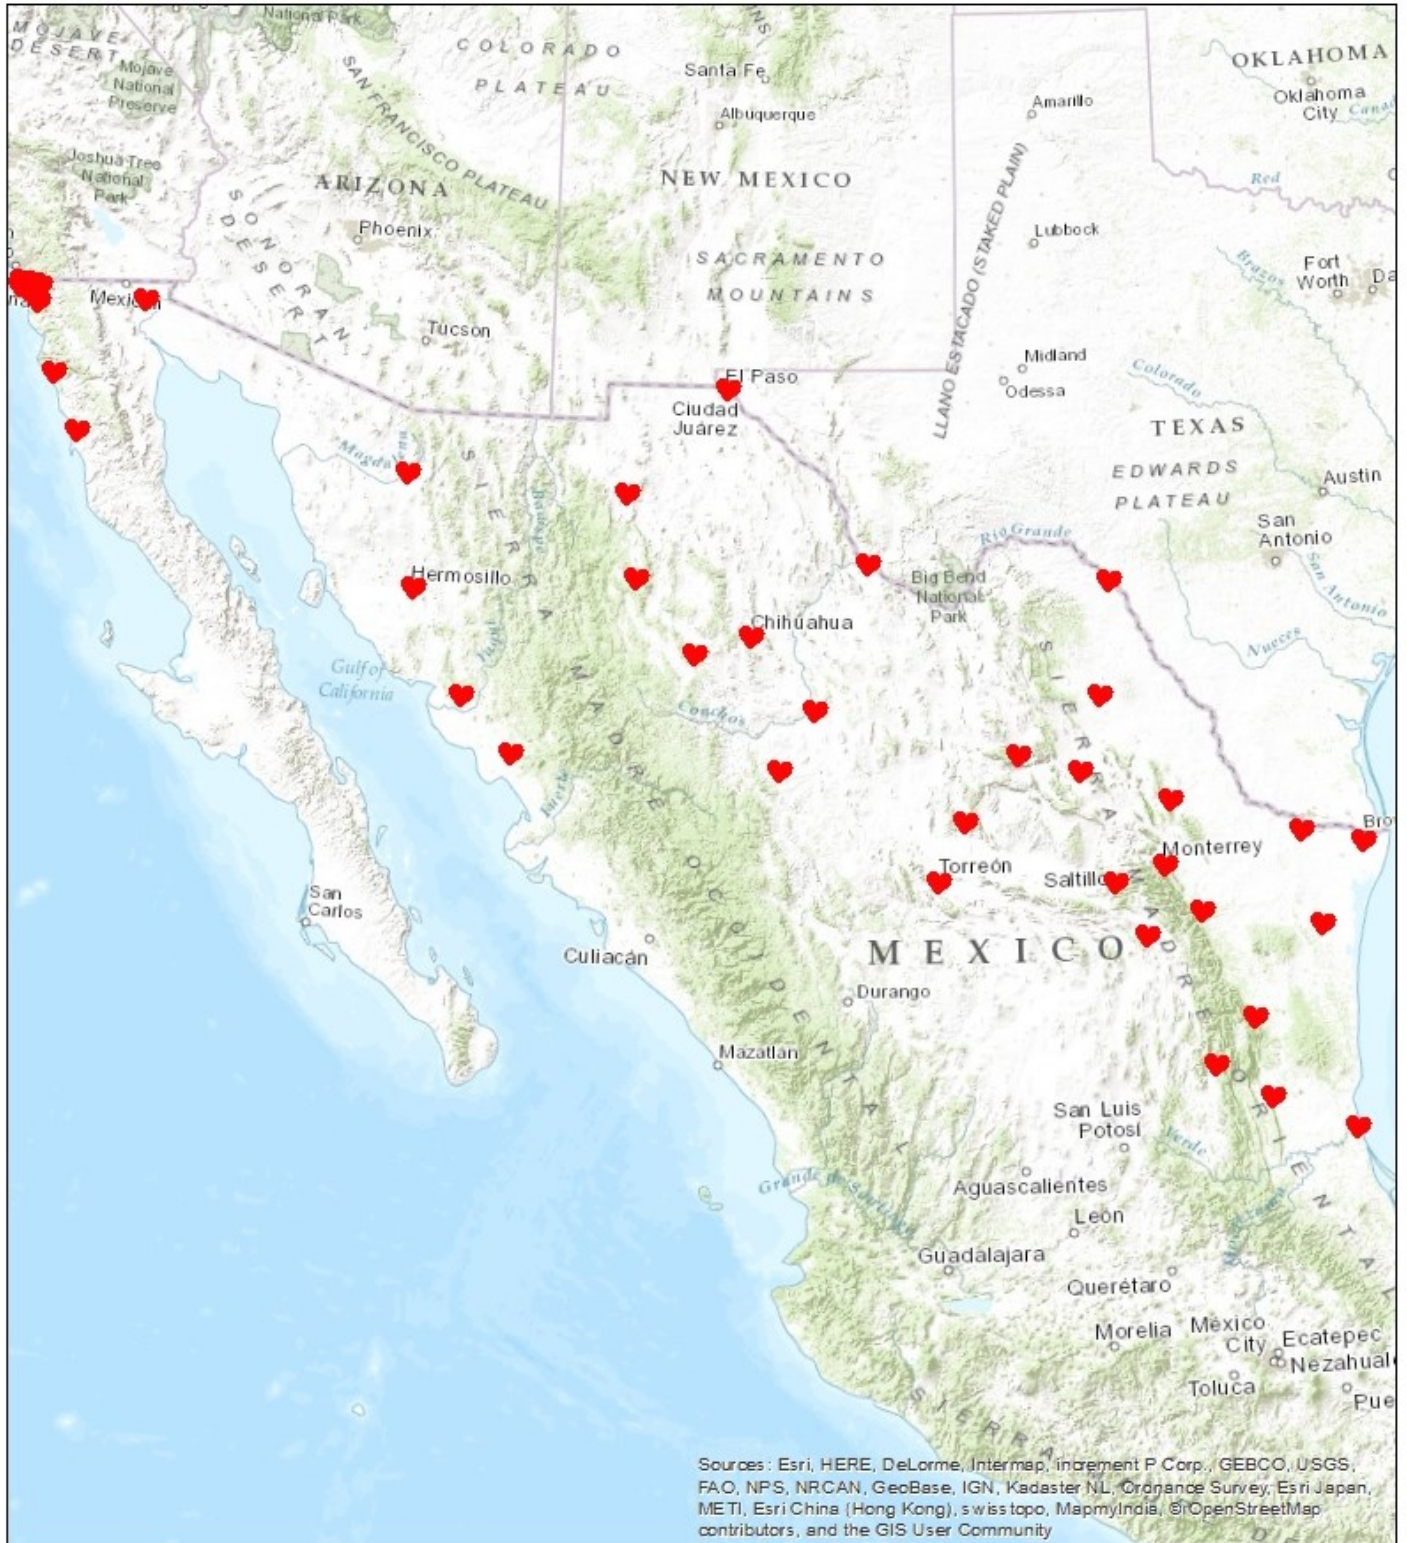 National Park
MOJAVE
DESERT
Mojave
National
Preserve
COLORADO
PLATEAU
SAN FRANCISCO PLATEAU
Santa Fe
Albuquerque
Amarillo
OKLAHOMA
Oklahoma
City
Joshua Tree
National
Park
ARIZONA
NEW MEXICO
LLANO ESTACADO (STAKED PLAIN)
Red
SONORAN
DESERT
Phoenix
Lubbock
SACRAMENTO
MOUNTAINS
Brazos
Fort
Worth
Da
Tucson
Midland
Odessa
Colorado
El Paso
Ciudad
Juárez
TEXAS
EDWARDS
PLATEAU
Austin
Magdalena
San
Antonio
San Antonio
Rio Grande
Hermosillo
Big Bend
National
Park
Nueces
Chihuahua
Yaqui
Gulf of
California
Conchos
SIERRA MADRE OCCIDENTAL
SIERRA MADRE ORIENTAL
Fuerte
Bro
Monterrey
Torreón
Saltillo
San
Carlos
MEXICO
Culiacán
Durango
Mazatlán
San Luis
Potosí
Verde
Grande de Santiago
Aguascalientes
León
Guadalajara
Querétaro
Morelia
México
City
Ecatepec
Nezahual
Toluca
Pue
SIERRA
Sources: Esri, HERE, DeLorme, Intermap, increment P Corp., GEBCO, USGS,
FAO, NPS, NRCAN, GeoBase, IGN, Kadaster NL, Ordnance Survey, Esri Japan,
METI, Esri China (Hong Kong), swisstopo, MapmyIndia, © OpenStreetMap
contributors, and the GIS User Community